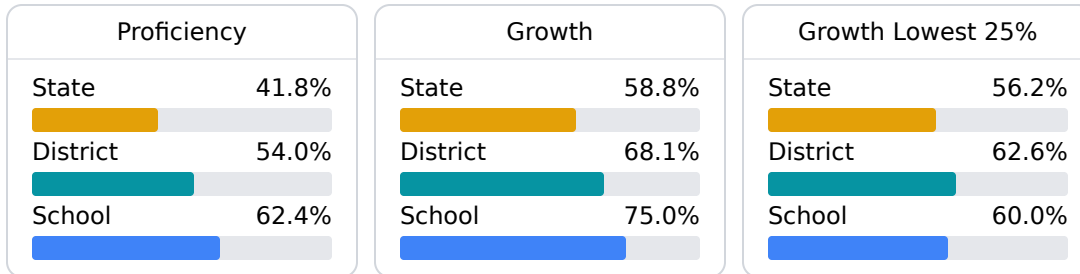 Proficiency
State 41.8%
District 54.0%
School 62.4%
Growth
State 58.8%
District 68.1%
School 75.0%
Growth Lowest 25%
State 56.2%
District 62.6%
School 60.0%